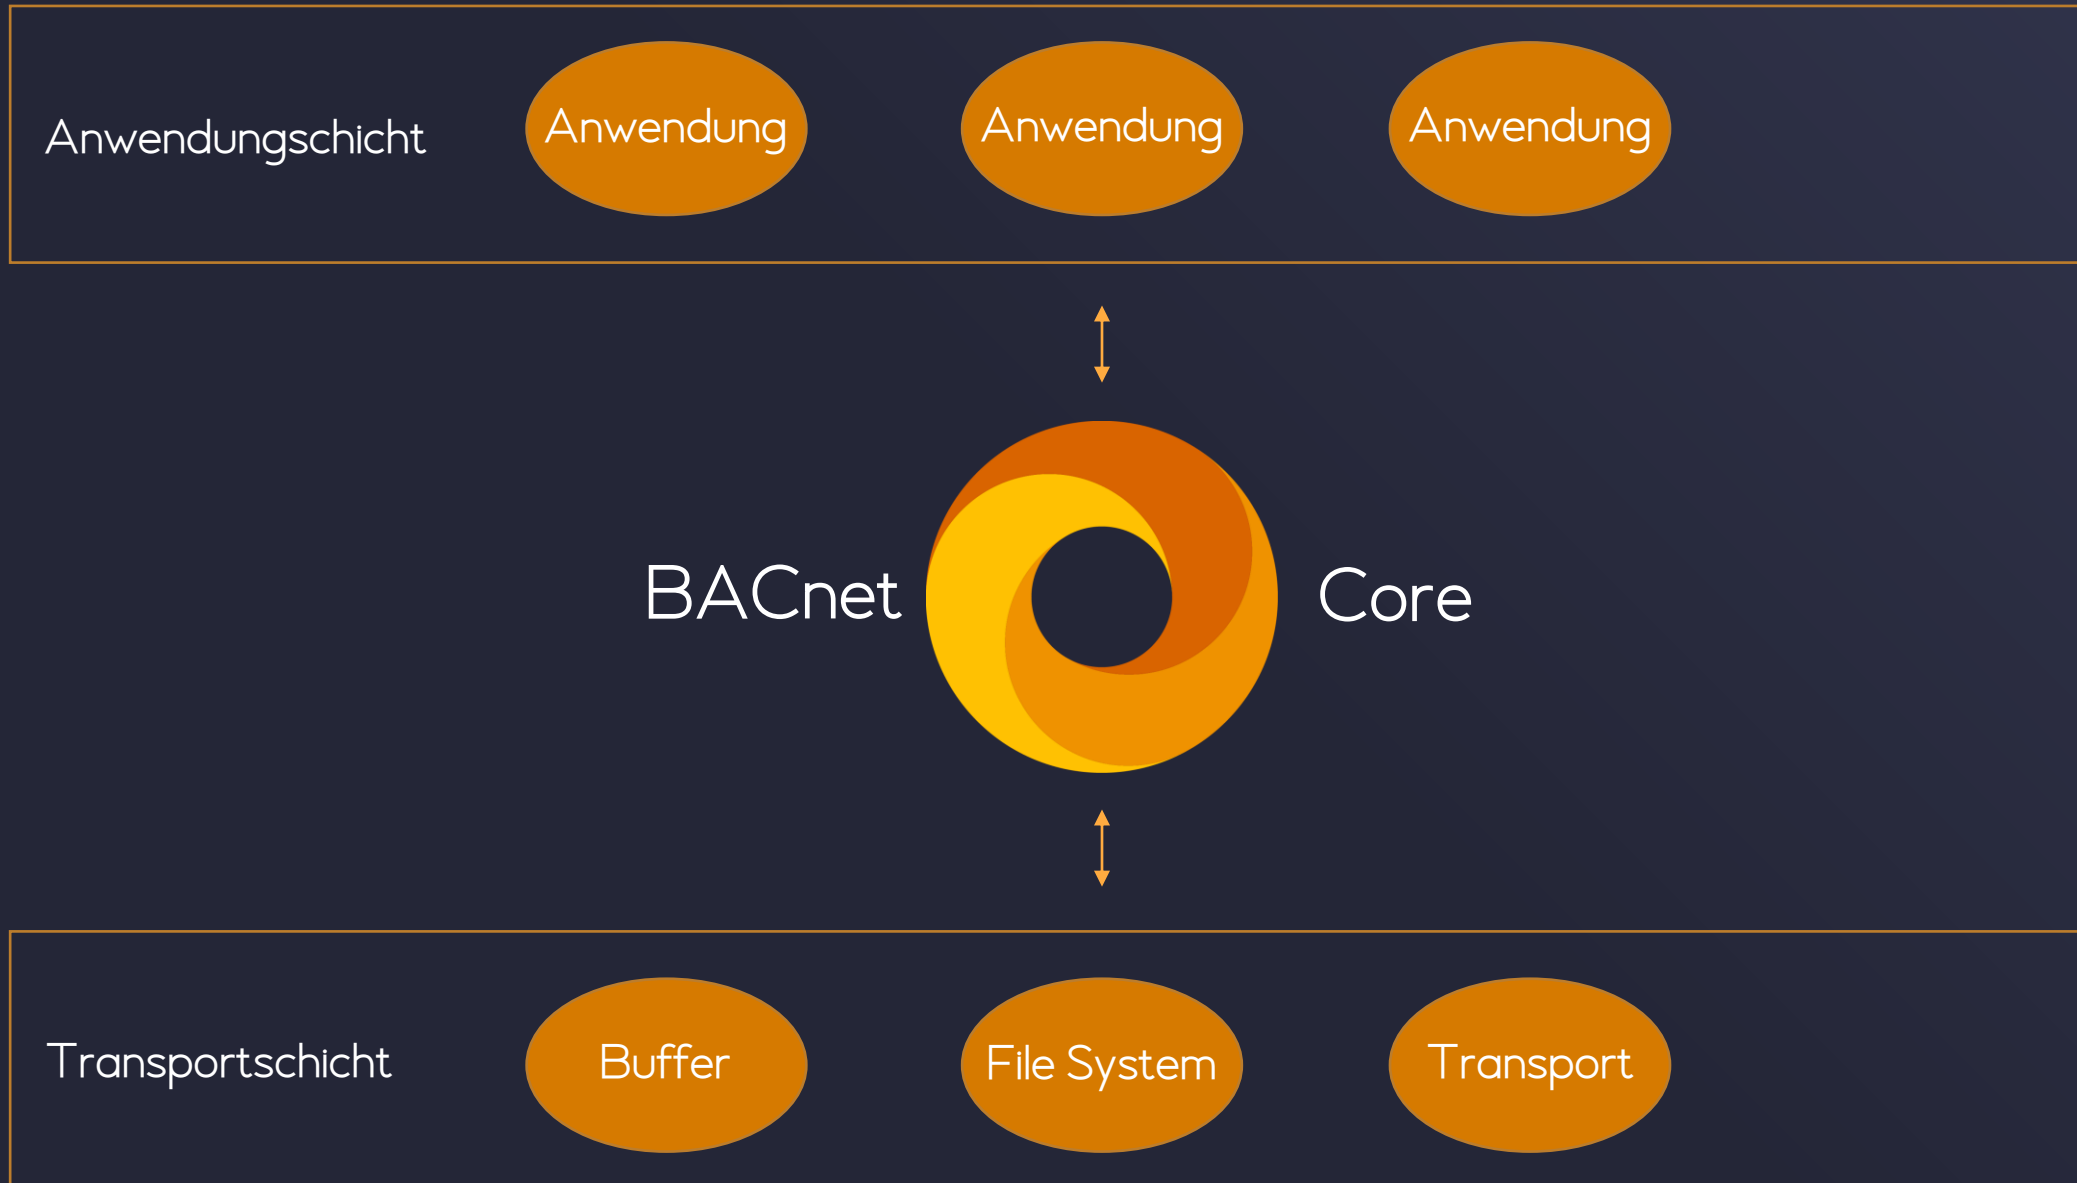 Anwendungschicht
Anwendung
Anwendung
Anwendung
BACnet
Core
Transportschicht
Buffer
File System
Transport